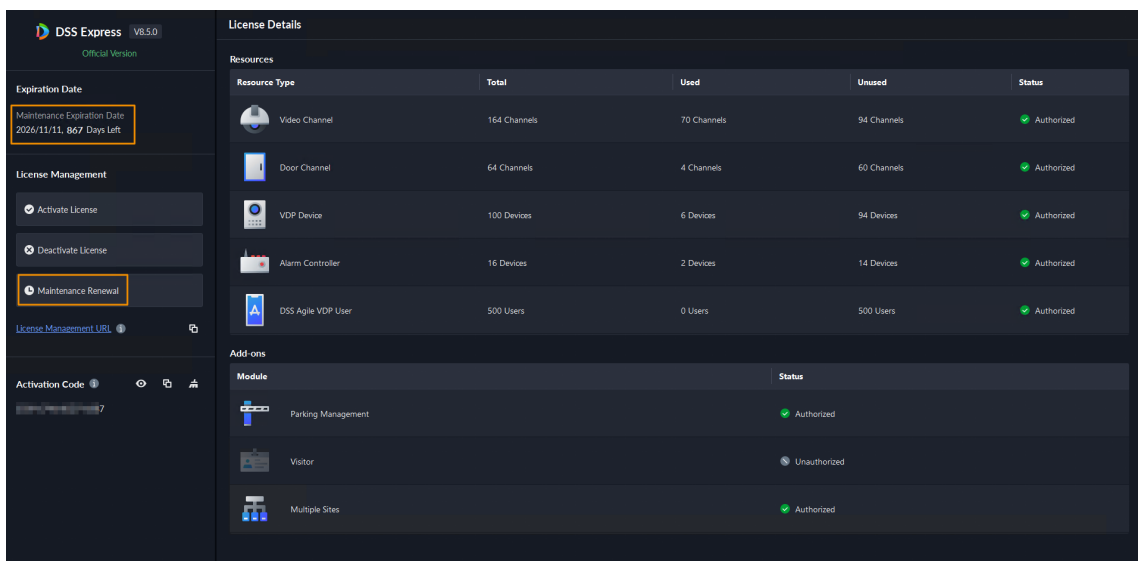 DSS Express V8.5.0
Official Version
Expiration Date
Maintenance Expiration Date
2026/11/11, 867 Days Left
License Management
Activate License
Deactivate License
Maintenance Renewal
License Management URL
Activation Code
7
License Details
Resources
Resource Type Total Used Unused Status
Video Channel 164 Channels 70 Channels 94 Channels Authorized
Door Channel 64 Channels 4 Channels 60 Channels Authorized
VDP Device 100 Devices 6 Devices 94 Devices Authorized
Alarm Controller 16 Devices 2 Devices 14 Devices Authorized
DSS Agile VDP User 500 Users 0 Users 500 Users Authorized
Add-ons
Module Status
Parking Management Authorized
Visitor Unauthorized
Multiple Sites Authorized